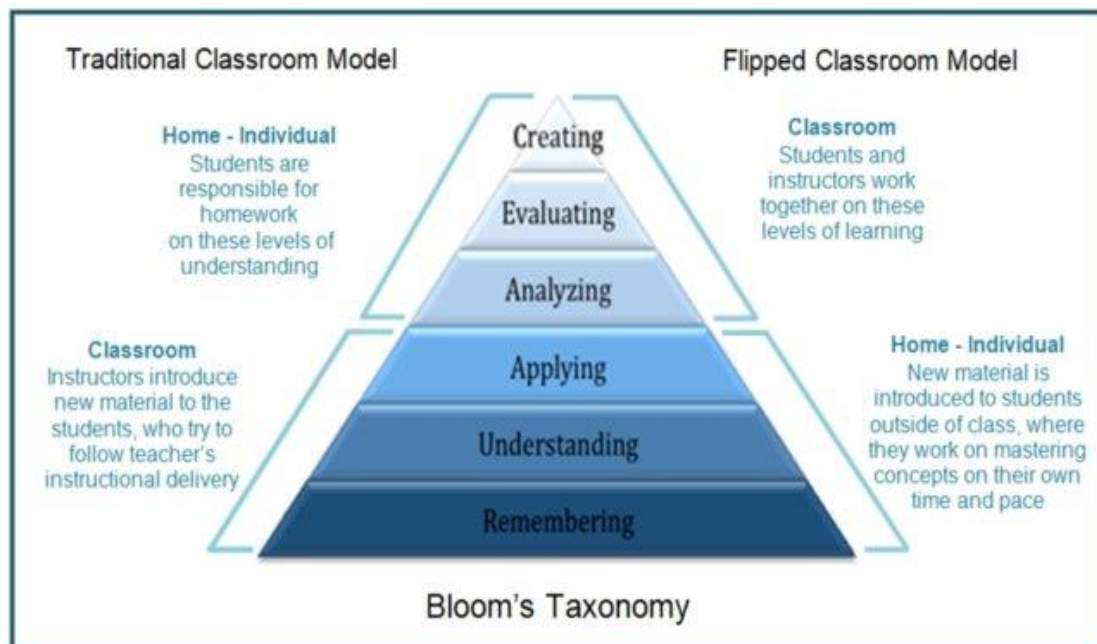 Traditional Classroom Model
Flipped Classroom Model
Home - Individual
Students are
responsible for
homework
on these levels of
understanding
Classroom
Instructors introduce
new material to the
students, who try to
follow teacher's
instructional delivery
Creating
Evaluating
Analyzing
Applying
Understanding
Remembering
Classroom
Students and
instructors work
together on these
levels of learning
Home - Individual
New material is
introduced to students
outside of class, where
they work on mastering
concepts on their own
time and pace
Bloom's Taxonomy